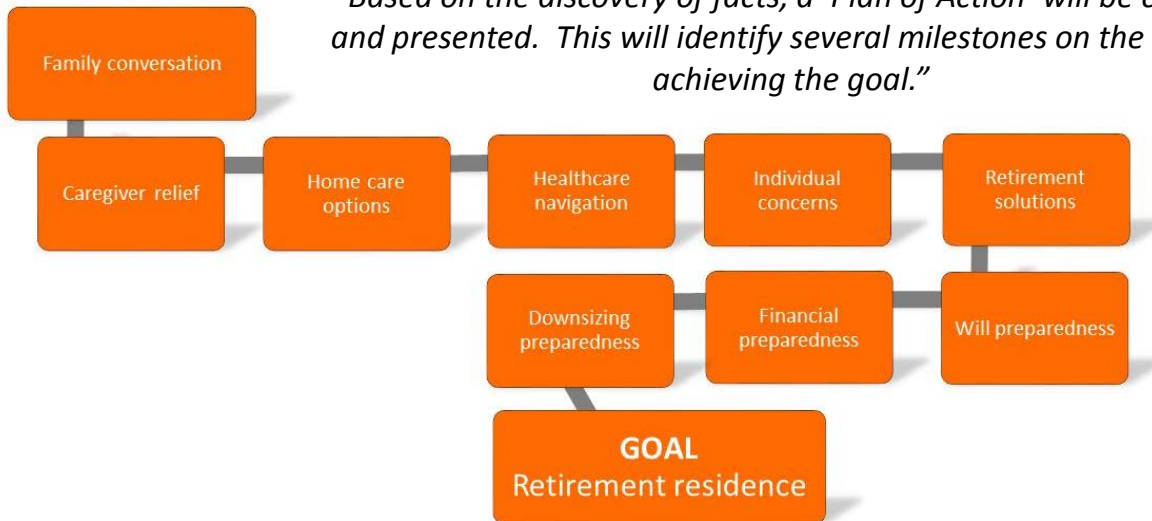 "Based on the discovery of facts, a 'Plan of Action' will be
and presented. This will identify several milestones on the
achieving the goal.”
Family conversation
Caregiver relief
Home care
options
Healthcare
navigation
Individual
concerns
Retirement
solutions
Downsizing
preparedness
Financial
preparedness
Will preparedness
GOAL
Retirement residence